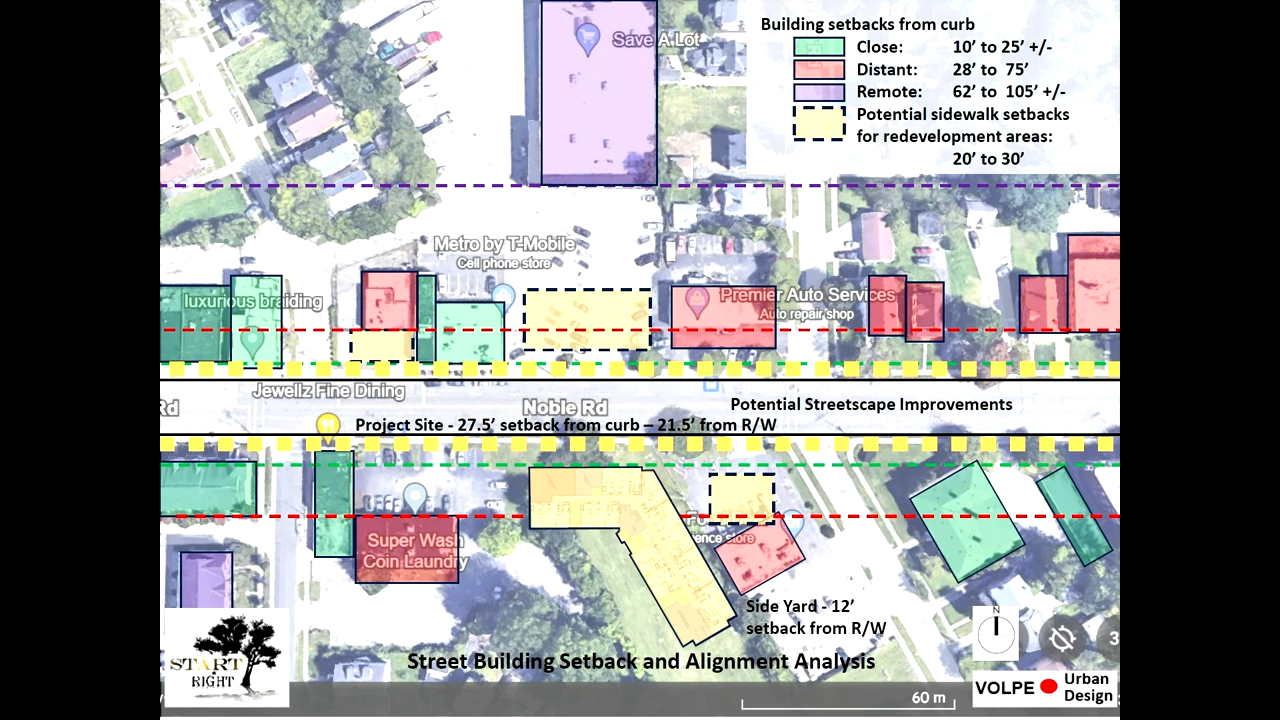 Building setbacks from curb
Close: 10’ to 25’ +/-
Distant: 28’ to 75’
Remote: 62’ to 105’ +/-
Potential sidewalk setbacks
for redevelopment areas:
20’ to 30’
Save A Lot
Metro by T-Mobile
Cell phone store
luxurious braiding
Premier Auto Services
Auto repair shop
Jewellz Fine Dining
Rd
Noble Rd
Potential Streetscape Improvements
Project Site - 27.5’ setback from curb – 21.5’ from R/W
Super Wash
Coin Laundry
ence store
Side Yard - 12’
setback from R/W
Street Building Setback and Alignment Analysis
START
RIGHT
N
3
60 m
VOLPE
Urban
Design